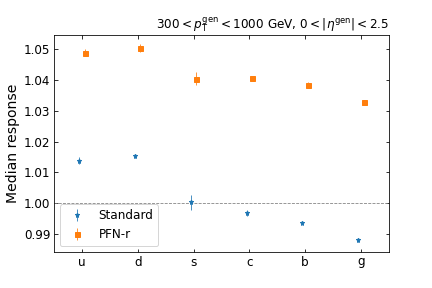 300 < p_T^gen < 1000 GeV, 0 < |η^gen| < 2.5
Median response
1.05
1.04
1.03
1.02
1.01
1.00
0.99
Standard
PFN-r
u d s c b g